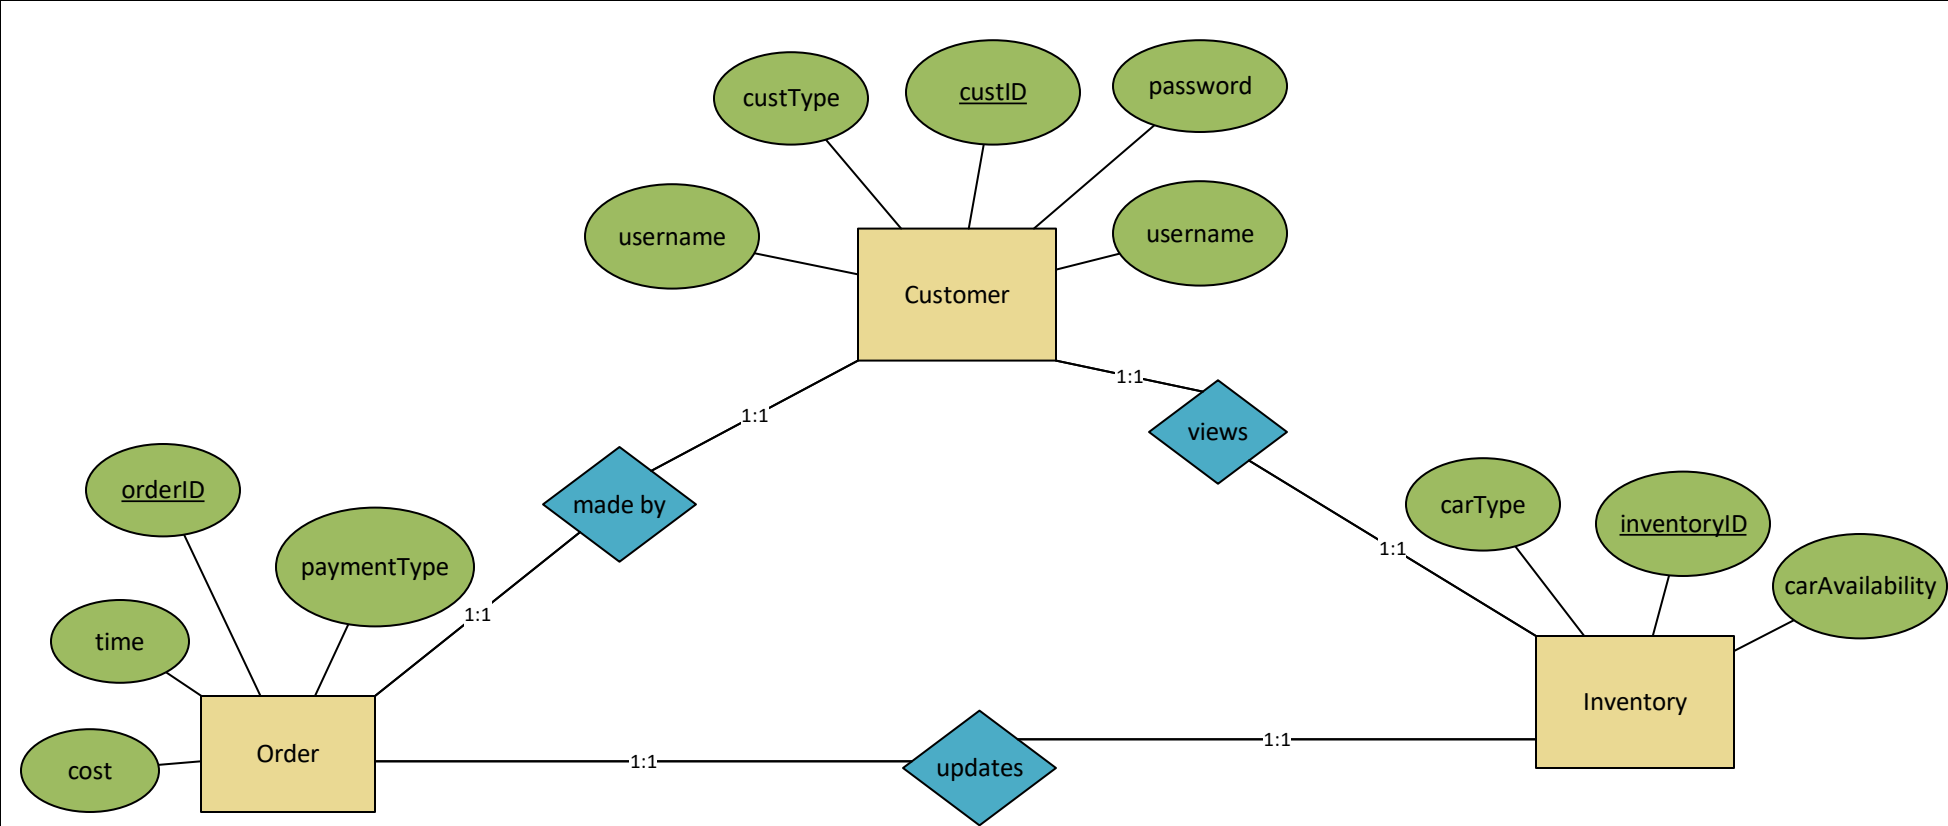 custType
custID
password
username
username
Customer
1:1
1:1
made by
views
orderID
paymentType
time
cost
1:1
1:1
carType
inventoryID
carAvailability
Order
Inventory
1:1
updates
1:1